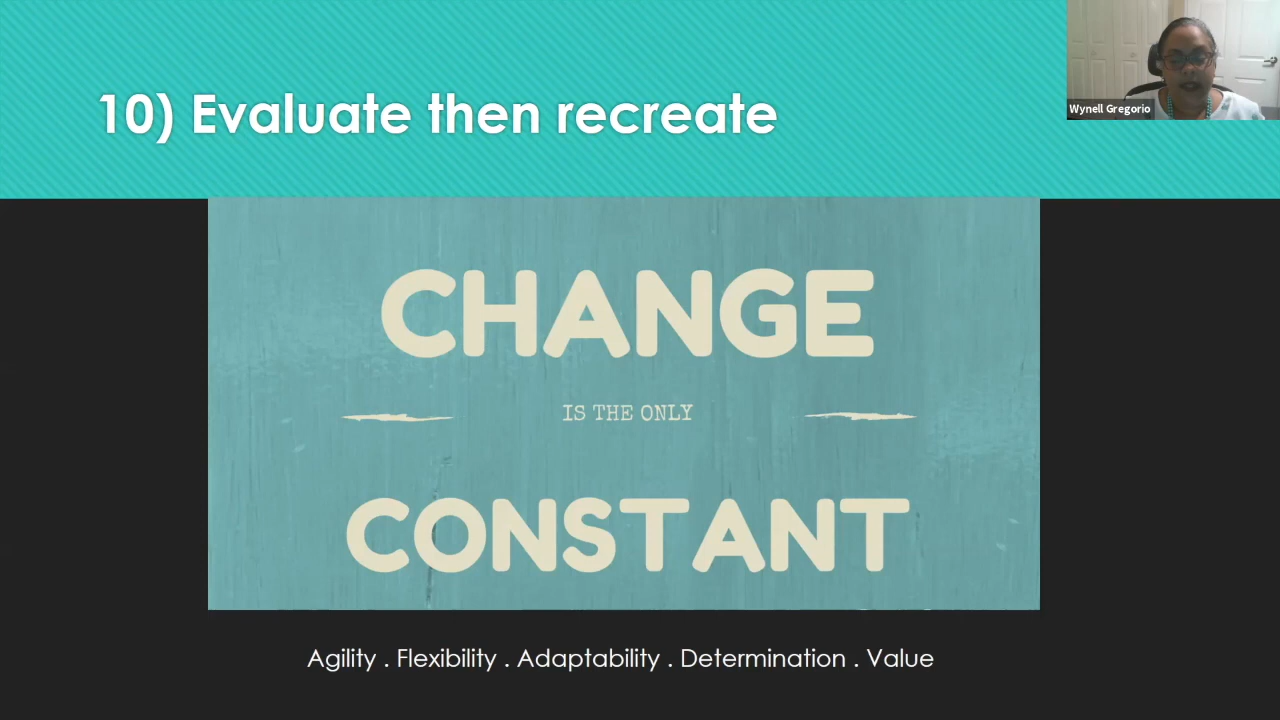 10) Evaluate then recreate
Wynell Gregorio
CHANGE
IS THE ONLY
CONSTANT
Agility . Flexibility . Adaptability . Determination . Value